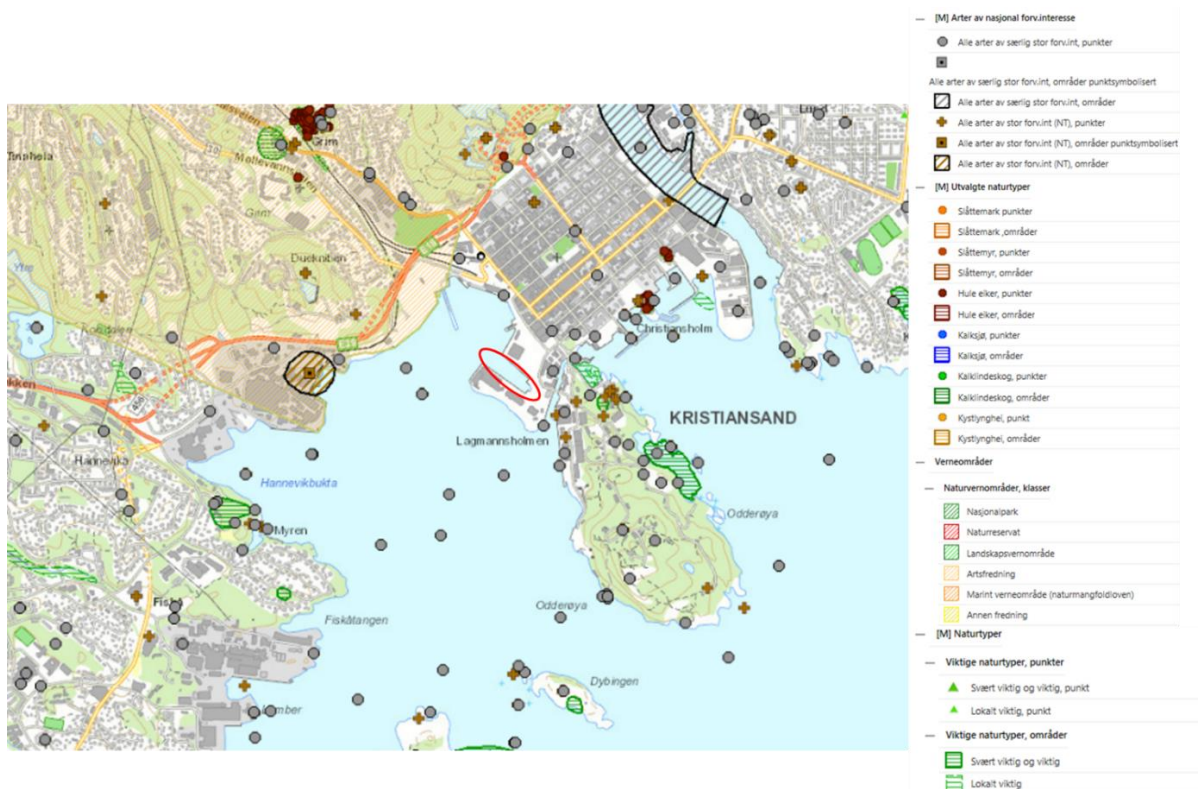 [M] Arter av nasjonal forv.interesse
Alle arter av særlig stor forv.int, punkter
Alle arter av særlig stor forv.int, områder punktsymbolisert
Alle arter av særlig stor forv.int, områder
Alle arter av stor forv.int (NT), punkter
Alle arter av stor forv.int (NT), områder punktsymbolisert
Alle arter av stor forv.int (NT), områder
[M] Utvalgte naturtyper
Slåttemark punkter
Slåttemark ,områder
Slåttemyr, punkter
Slåttemyr, områder
Hule eiker, punkter
Hule eiker, områder
Kalksjø, punkter
Kalksjø, områder
Kalklindeskog, punkter
Kalklindeskog, områder
Kystlynghei, punkt
Kystlynghei, områder
Verneområder
Naturvernområder, klasser
Nasjonalpark
Naturreservat
Landskapsvernområde
Artsfredning
Marint verneområde (naturmangfoldloven)
Annen fredning
[M] Naturtyper
Viktige naturtyper, punkter
Svært viktig og viktig, punkt
Lokalt viktig, punkt
Viktige naturtyper, områder
Svært viktig og viktig
Lokalt viktig
Grim
Grim
Duekniben
E39
Christiansholm
KRISTIANSAND
Lagmannsholmen
Hannevika
Hannevikbukta
Odderøya
Myren
Odderøya
Fiskåtangen
Dybingen